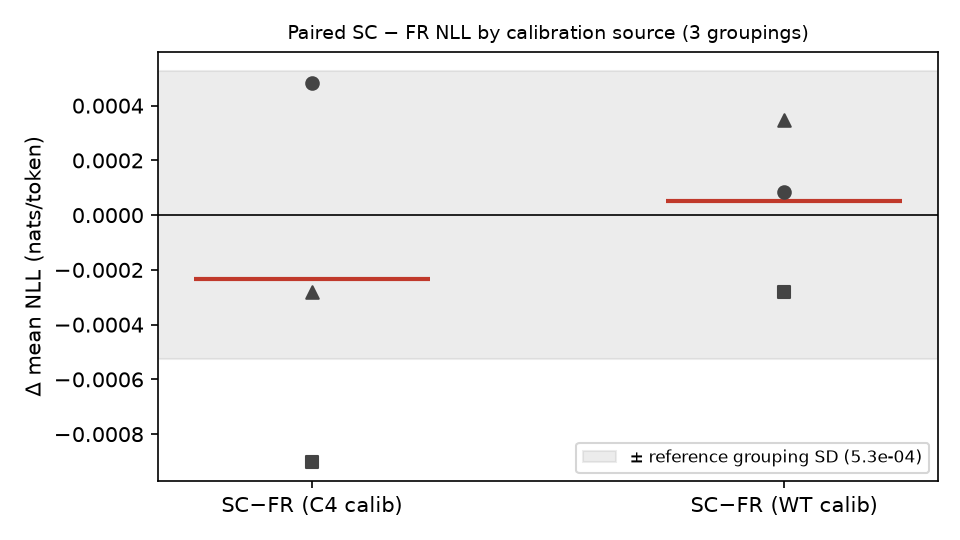 Paired SC − FR NLL by calibration source (3 groupings)
Δ mean NLL (nats/token)
0.0004
0.0002
0.0000
−0.0002
−0.0004
−0.0006
−0.0008
± reference grouping SD (5.3e-04)
SC−FR (C4 calib)
SC−FR (WT calib)